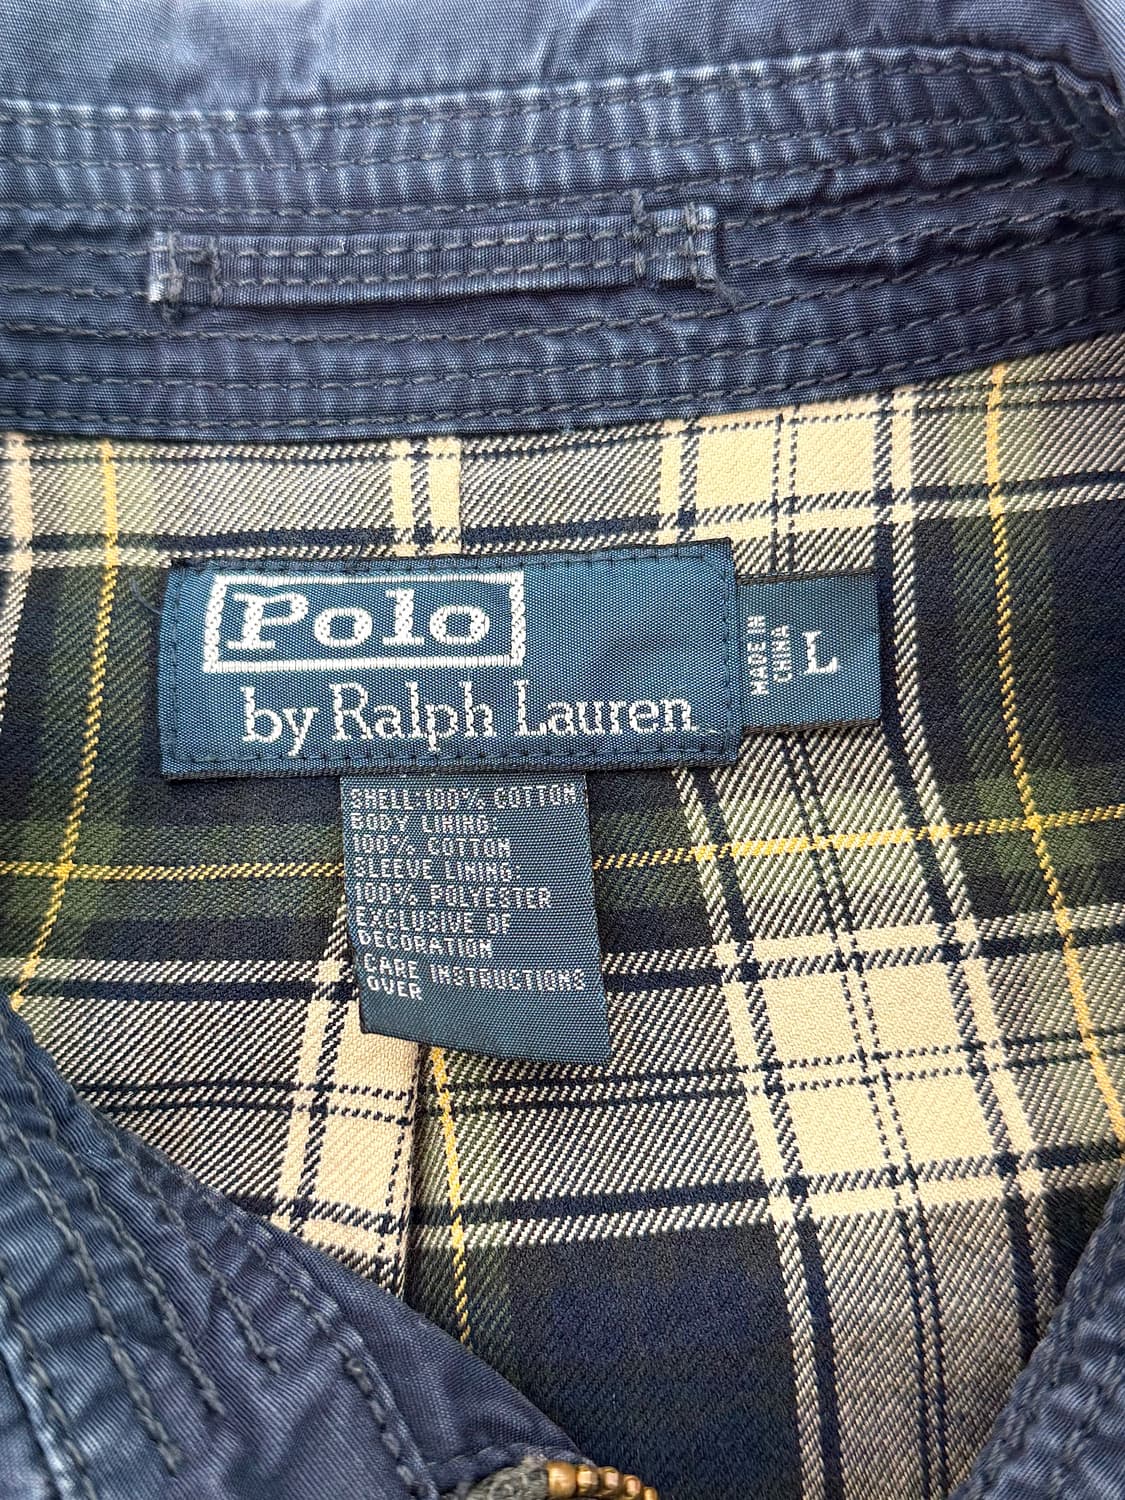 Polo
by Ralph Lauren
MADE IN
CHINA
L
SHELL-100% COTTON
BODY LINING:
100% COTTON
SLEEVE LINING:
100% POLYESTER
EXCLUSIVE OF
DECORATION
CARE INSTRUCTIONS
OVER